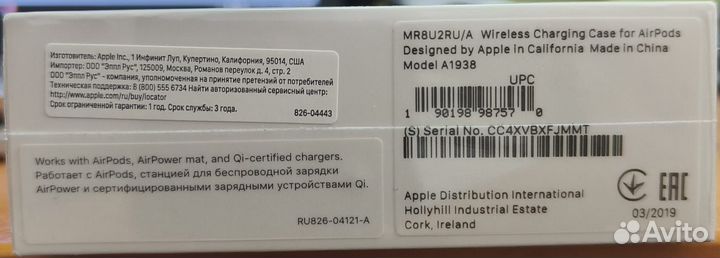 Изготовитель: Apple Inc., 1 Инфинит Луп, Купертино, Калифорния, 95014, США
Импортер: ООО "Эппл Рус", 125009, Москва, Романов переулок д. 4, стр. 2
ООО "Эппл Рус" - компания, уполномоченная на принятие претензий от потребителей
Техническая поддержка: 8 (800) 555 6734 Найти авторизованный сервисный центр:
http://www.apple.com/ru/buy/locator
Срок ограниченной гарантии: 1 год. Срок службы: 3 года.
826-04443
Works with AirPods, AirPower mat, and Qi-certified chargers.
Работает с AirPods, станцией для беспроводной зарядки
AirPower и сертифицированными зарядными устройствами Qi.
RU826-04121-A
MR8U2RU/A Wireless Charging Case for AirPods
Designed by Apple in California Made in China
Model A1938
UPC
1 90198 98757 0
(S) Serial No. CC4XVBXFJMMT
Apple Distribution International
Hollyhill Industrial Estate
Cork, Ireland
EAC
03/2019
Avito